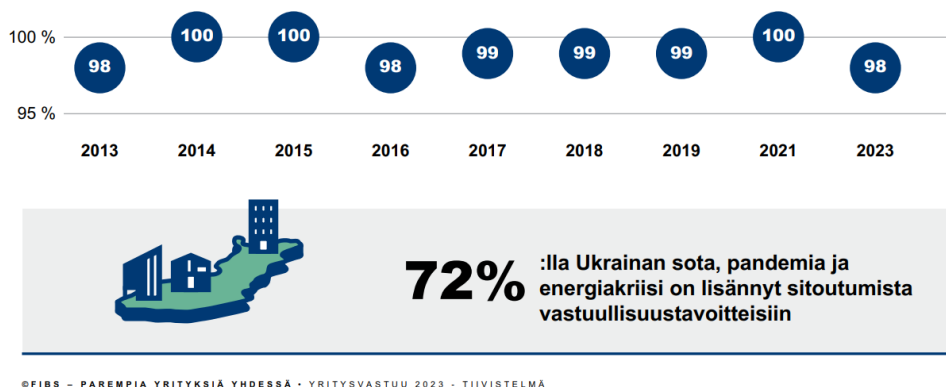 100 %
98 100 100 98 99 99 99 100 98
95 %
2013 2014 2015 2016 2017 2018 2019 2021 2023
72% :lla Ukrainan sota, pandemia ja
energiakriisi on lisännyt sitoutumista
vastuullisuustavoitteisiin
©FIBS – PAREMPIA YRITYKSIÄ YHDESSÄ • YRITYSVASTUU 2023 - TIIVISTELMÄ